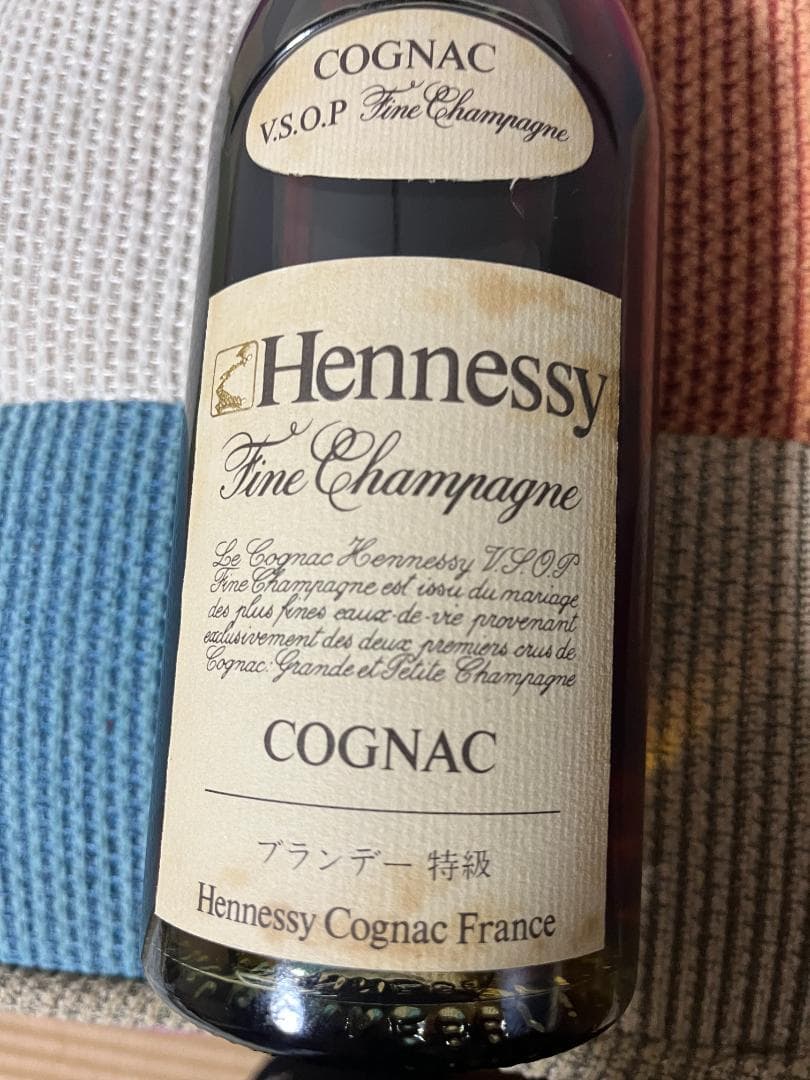 COGNAC
V.S.O.P Fine Champagne
Hennessy
Fine Champagne
Le Cognac Hennessy V.S.O.P
Fine Champagne est issu du mariage
des plus fines eaux-de-vie provenant
exclusivement des deux premiers crus de
Cognac: Grande et Petite Champagne
COGNAC
ブランデー 特級
Hennessy Cognac France